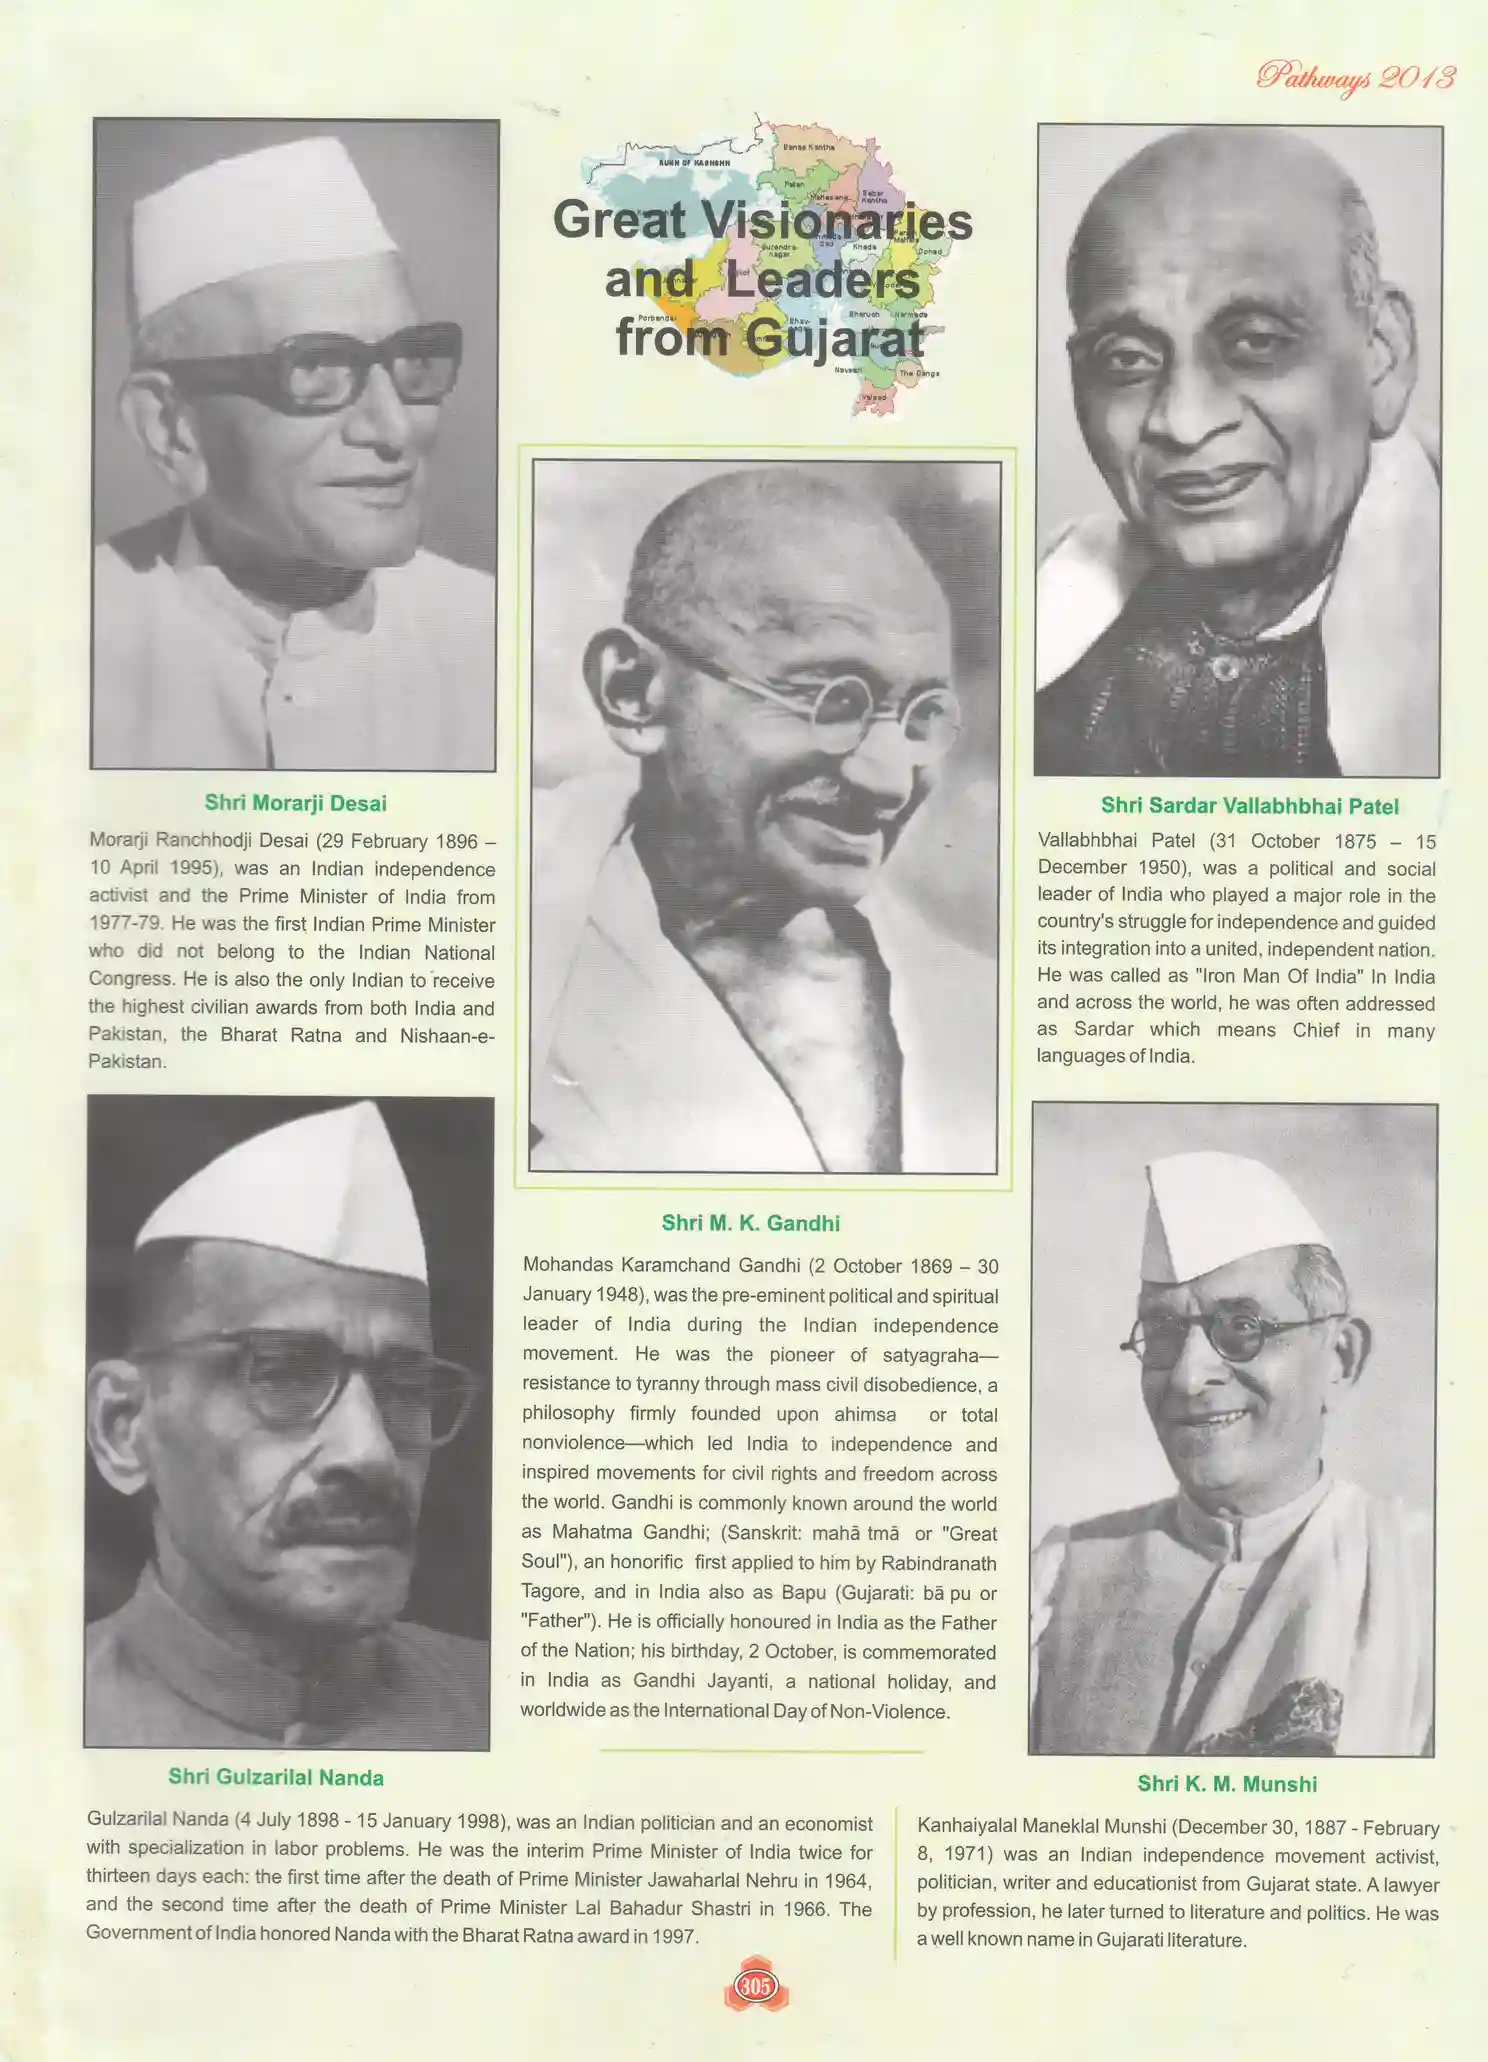 Pathways 2013
RUNN OF KACHCHH
Banas Kantha
Patan
Mahesana
Sabar
Kantha
Great Visionaries
and Leaders
from Gujarat
Surendra-
nagar
Kheda
Dohad
Porbandar
Bharuch
Narmada
Navsari
The Dangs
Valsad
Shri Morarji Desai
Morarji Ranchhodji Desai (29 February 1896 –
10 April 1995), was an Indian independence
activist and the Prime Minister of India from
1977-79. He was the first Indian Prime Minister
who did not belong to the Indian National
Congress. He is also the only Indian to receive
the highest civilian awards from both India and
Pakistan, the Bharat Ratna and Nishaan-e-
Pakistan.
Shri Sardar Vallabhbhai Patel
Vallabhbhai Patel (31 October 1875 – 15
December 1950), was a political and social
leader of India who played a major role in the
country's struggle for independence and guided
its integration into a united, independent nation.
He was called as "Iron Man Of India" In India
and across the world, he was often addressed
as Sardar which means Chief in many
languages of India.
Shri M. K. Gandhi
Mohandas Karamchand Gandhi (2 October 1869 – 30
January 1948), was the pre-eminent political and spiritual
leader of India during the Indian independence
movement. He was the pioneer of satyagraha—
resistance to tyranny through mass civil disobedience, a
philosophy firmly founded upon ahimsa or total
nonviolence—which led India to independence and
inspired movements for civil rights and freedom across
the world. Gandhi is commonly known around the world
as Mahatma Gandhi; (Sanskrit: mahā tmā or "Great
Soul"), an honorific first applied to him by Rabindranath
Tagore, and in India also as Bapu (Gujarati: bā pu or
"Father"). He is officially honoured in India as the Father
of the Nation; his birthday, 2 October, is commemorated
in India as Gandhi Jayanti, a national holiday, and
worldwide as the International Day of Non-Violence.
Shri Gulzarilal Nanda
Gulzarilal Nanda (4 July 1898 - 15 January 1998), was an Indian politician and an economist
with specialization in labor problems. He was the interim Prime Minister of India twice for
thirteen days each: the first time after the death of Prime Minister Jawaharlal Nehru in 1964,
and the second time after the death of Prime Minister Lal Bahadur Shastri in 1966. The
Government of India honored Nanda with the Bharat Ratna award in 1997.
Shri K. M. Munshi
Kanhaiyalal Maneklal Munshi (December 30, 1887 - February
8, 1971) was an Indian independence movement activist,
politician, writer and educationist from Gujarat state. A lawyer
by profession, he later turned to literature and politics. He was
a well known name in Gujarati literature.
305